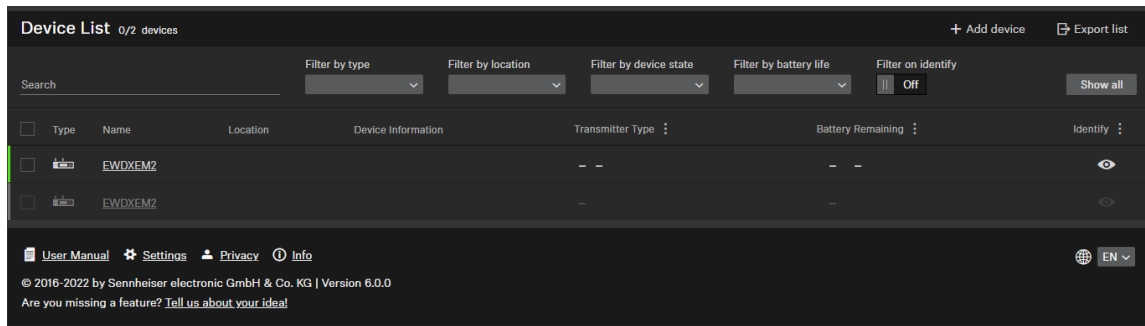 Device List 0/2 devices
+ Add device
Export list
Search
Filter by type
Filter by location
Filter by device state
Filter by battery life
Filter on identify
Off
Show all
Type Name Location Device Information Transmitter Type Battery Remaining Identify
EWDXEM2 – – – –
EWDXEM2 – –
User Manual Settings Privacy Info
EN
© 2016-2022 by Sennheiser electronic GmbH & Co. KG | Version 6.0.0
Are you missing a feature? Tell us about your idea!